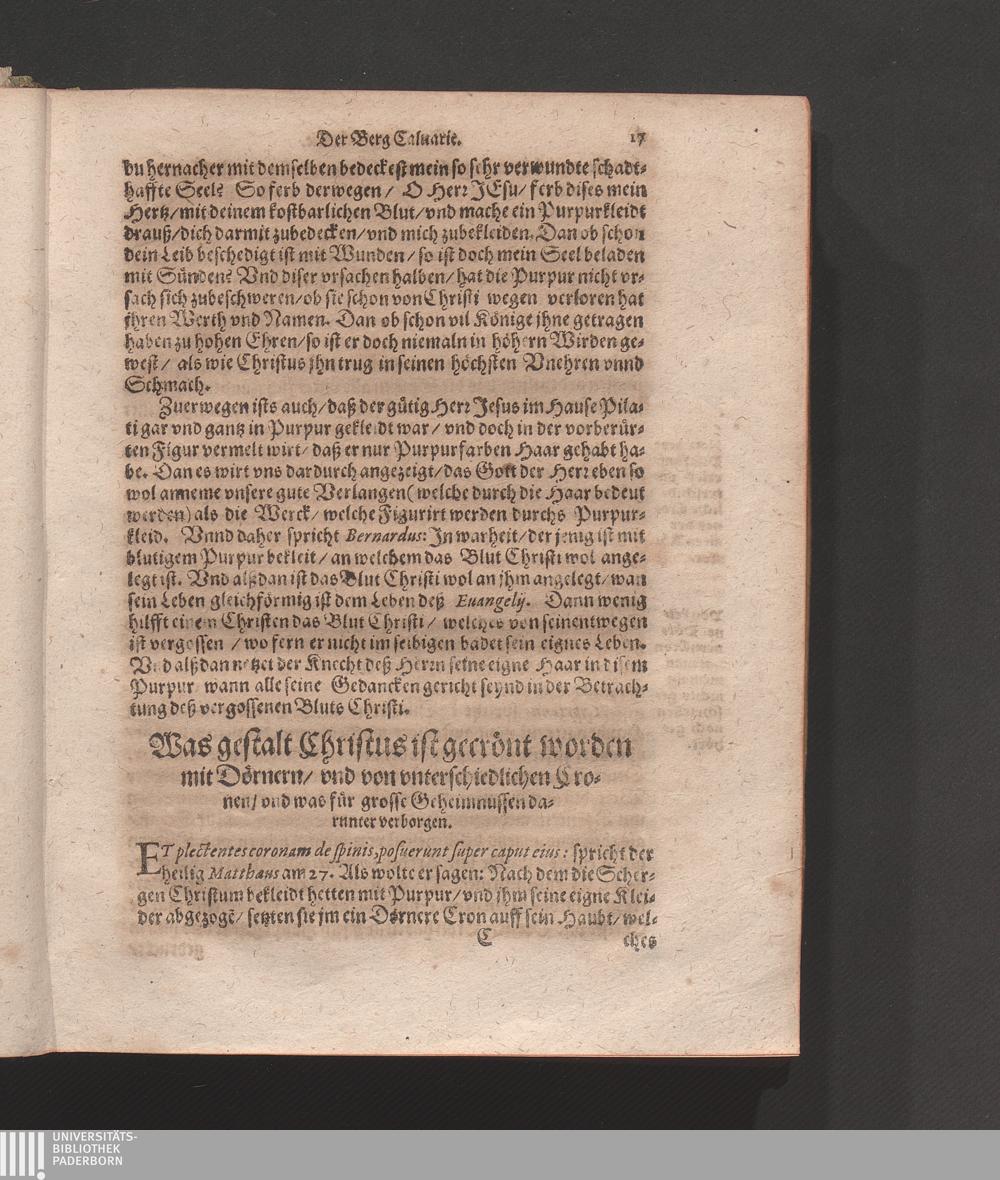 Der Berg Caluarie. 17
du hernacher mit demselben bedeckest mein so sehr verwundte schadt-
haffte Seel? So ferb derwegen / O Herr JEsu / ferb dises mein
Hertz / mit deinem kostbarlichen Blut / vnd mache ein Purpurkleidt
drauß / dich darmit zubedecken / vnd mich zubekleiden. Dan ob schon
dein Leib beschedigt ist mit Wunden / so ist doch mein Seel beladen
mit Sünden? Vnd diser vrsachen halben / hat die Purpur nicht vr-
sach sich zubeschweren / ob sie schon von Christi wegen verloren hat
jhren Werth vnd Namen. Dan ob schon vil Könige jhne getragen
haben zu hohen Ehren / so ist er doch niemaln in höhern Wirden ge-
west / als wie Christus jhn trug in seinen höchsten Vnehren vnnd
Schmach.
Zuerwegen ists auch / daß der gütig Herr Jesus im Hause Pila-
ti gar vnd gantz in Purpur gekleidt war / vnd doch in der vorberür-
ten Figur vermelt wirt / daß er nur Purpurfarben Haar gehabt ha-
be. Dan es wirt vns dardurch angezeigt / das Gott der Herr eben so
wol anneme vnsere gute Verlangen (welche durch die Haar bedeut
werden) als die Werck / welche Figurirt werden durchs Purpur-
kleid. Vnnd daher spricht Bernardus: In warheit / der jenig ist mit
blutigem Purpur bekleit / an welchem das Blut Christi wol ange-
legt ist. Vnd alßdan ist das Blut Christi wol an jhm angelegt / wan
sein Leben gleichförmig ist dem Leben deß Euangelij. Dann wenig
hilfft einem Christen das Blut Christi / welches von seinentwegen
ist vergossen / wo fern er nicht im selbigen badet sein eignes Leben.
Vnd alßdan netzet der Knecht deß Herrn seine eigne Haar in disem
Purpur wann alle seine Gedancken gericht seynd in der Betrach-
tung deß vergossenen Bluts Christi.
Was gestalt Christus ist gecrönt worden
mit Dörnern / vnd von vnterschiedlichen Cro-
nen / vnd was für grosse Geheimnussen da-
runter verborgen.
ET plectentes coronam de spinis, posuerunt super caput eius: spricht der
heilig Matthæus am 27. Als wolte er sagen: Nach dem die Scher-
gen Christum bekleidt hetten mit Purpur / vnd jhm seine eigne Klei-
der abgezogē / setzten sie jm ein Dörnere Cron auff sein Haubt / wel-
C ches
UNIVERSITÄTS-
BIBLIOTHEK
PADERBORN